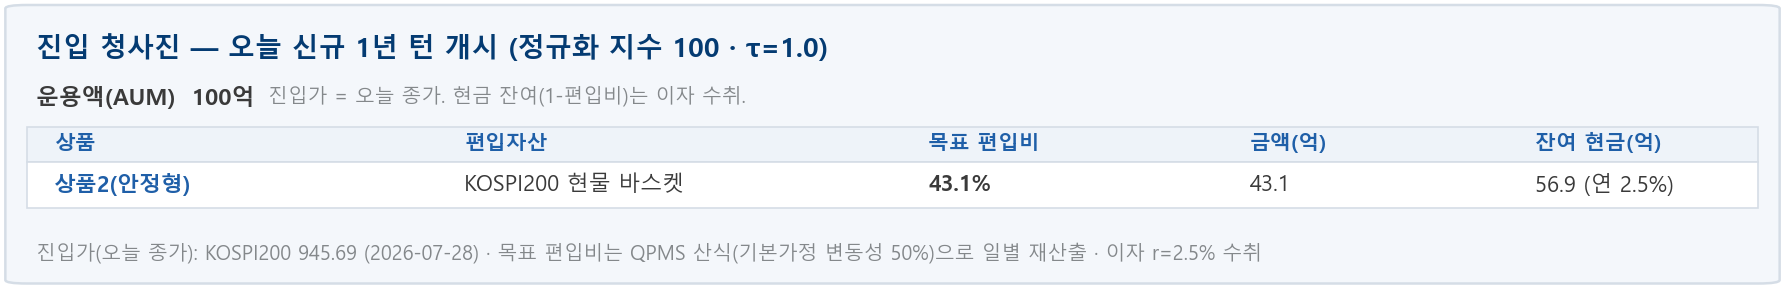 진입 청사진 — 오늘 신규 1년 턴 개시 (정규화 지수 100 · τ=1.0)
운용액(AUM) 100억 진입가 = 오늘 종가. 현금 잔여(1-편입비)는 이자 수취.
상품 편입자산 목표 편입비 금액(억) 잔여 현금(억)
상품2(안정형) KOSPI200 현물 바스켓 43.1% 43.1 56.9 (연 2.5%)
진입가(오늘 종가): KOSPI200 945.69 (2026-07-28) · 목표 편입비는 QPMS 산식(기본가정 변동성 50%)으로 일별 재산출 · 이자 r=2.5% 수취